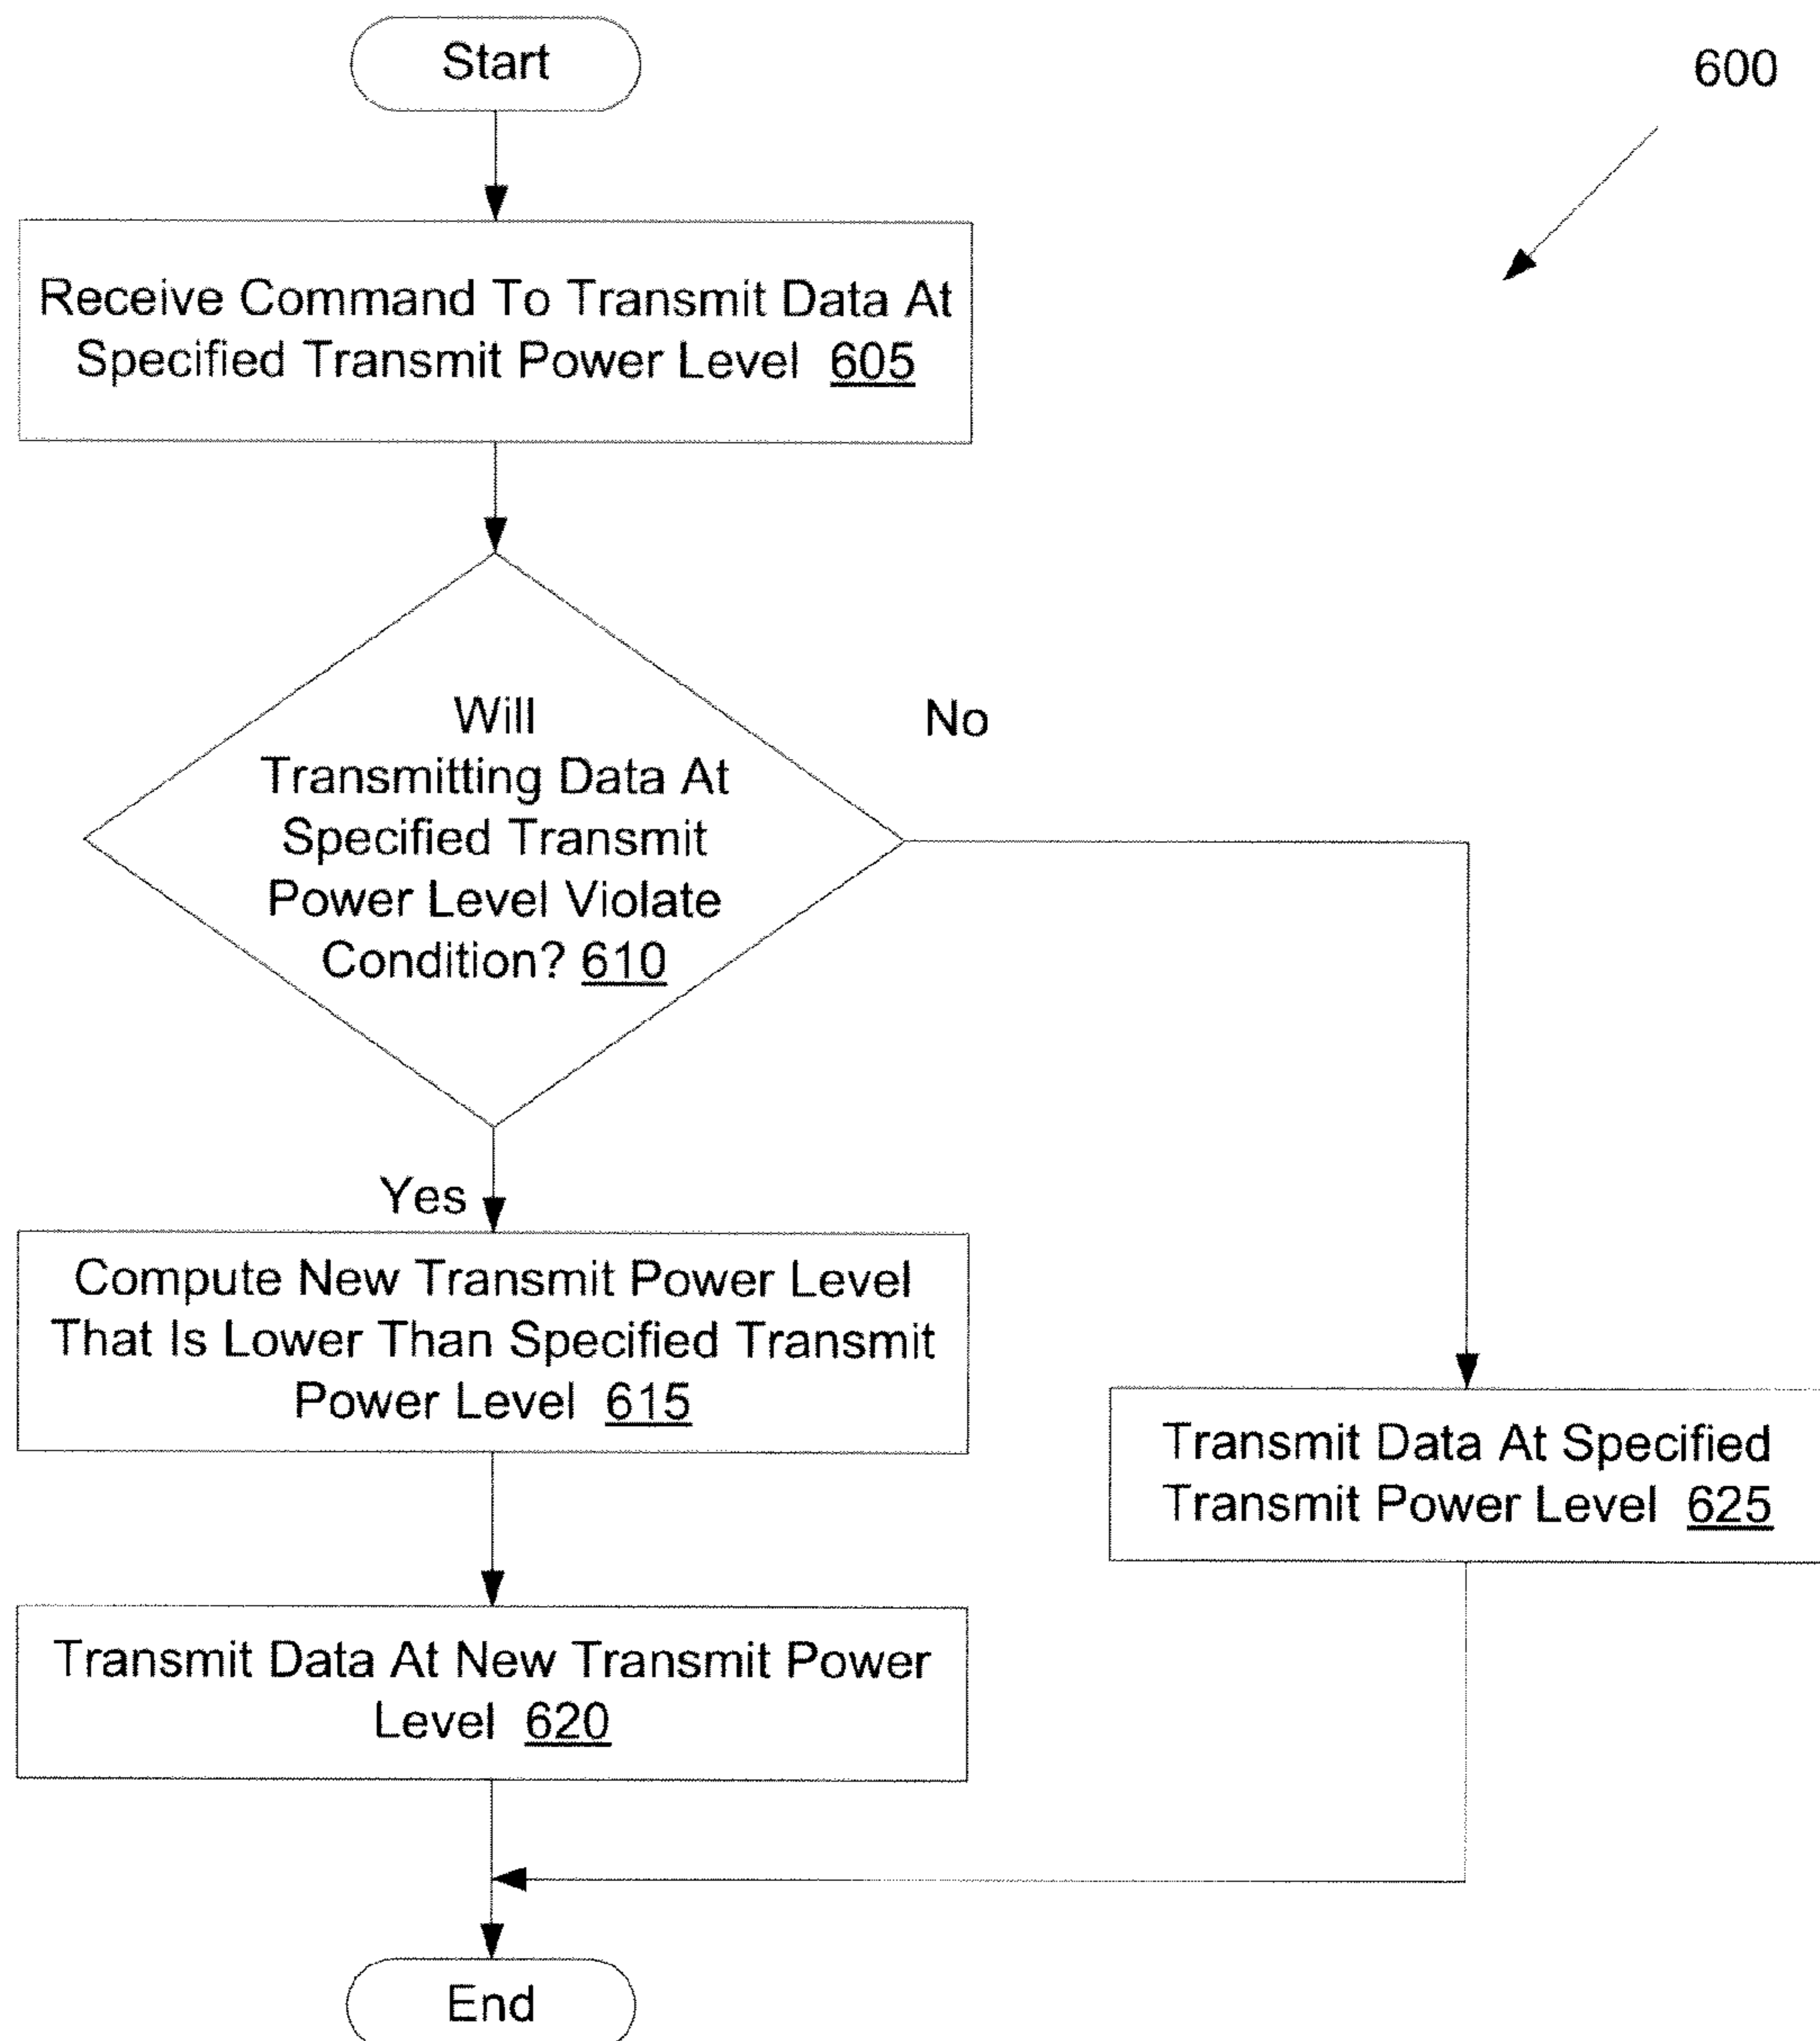 Start
600
Receive Command To Transmit Data At
Specified Transmit Power Level 605
Will
Transmitting Data At
Specified Transmit
Power Level Violate
Condition? 610
No
Yes
Compute New Transmit Power Level
That Is Lower Than Specified Transmit
Power Level 615
Transmit Data At Specified
Transmit Power Level 625
Transmit Data At New Transmit Power
Level 620
End